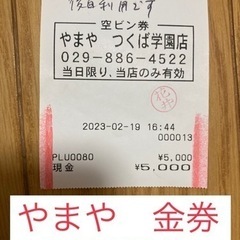 後日利用です
空ビン券
やまや つくば学園店
029-886-4522
当日限り、当店のみ有効
2023-02-19 16:44
000013
PLU0080 ¥5,000
現金 ¥5,000
やまや 金券